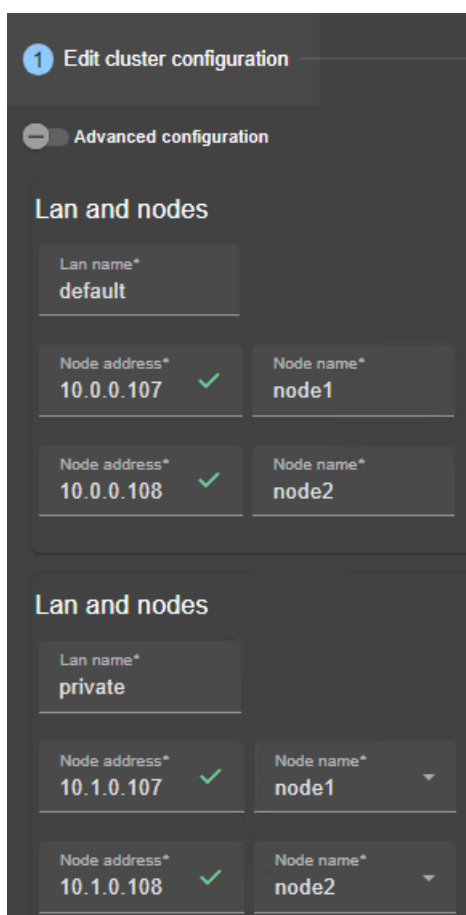 1 Edit cluster configuration
Advanced configuration
Lan and nodes
Lan name*
default
Node address* Node name*
10.0.0.107 node1
Node address* Node name*
10.0.0.108 node2
Lan and nodes
Lan name*
private
Node address* Node name*
10.1.0.107 node1
Node address* Node name*
10.1.0.108 node2